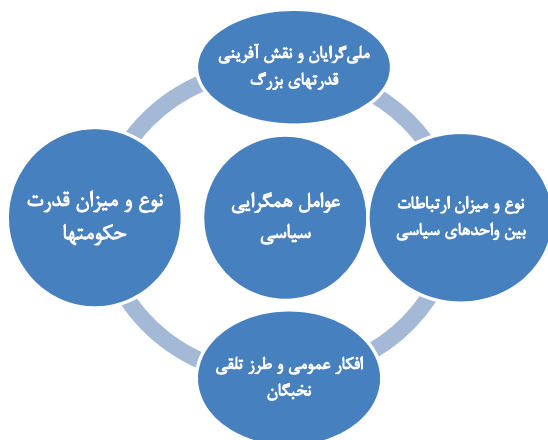 ملی‌گرایان و نقش آفرینی
قدرتهای بزرگ
نوع و میزان ارتباطات
بین واحدهای سیاسی
عوامل همگرایی
سیاسی
نوع و میزان قدرت
حکومتها
افکار عمومی و طرز تلقی
نخبگان